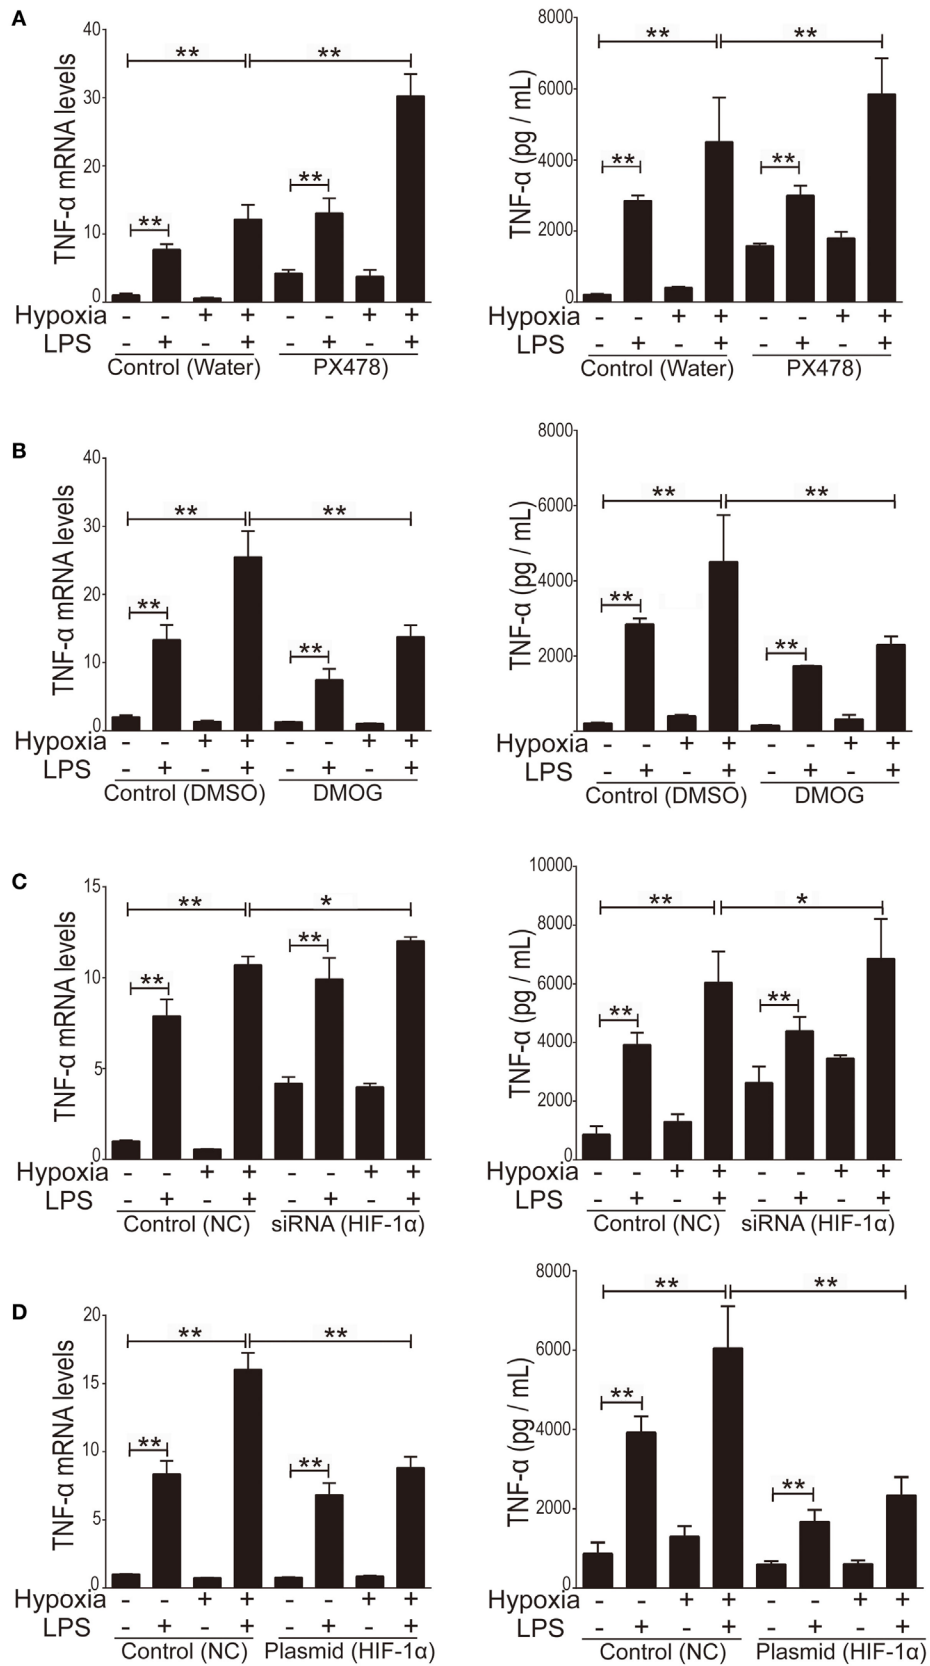 A
TNF-α mRNA levels
40
30
20
10
0
**
**
**
**
Hypoxia - - + + - - + +
LPS - + - + - + - +
Control (Water) PX478)
TNF-α (pg / mL)
8000
6000
4000
2000
0
**
**
**
**
Hypoxia - - + + - - + +
LPS - + - + - + - +
Control (Water) PX478)
B
TNF-α mRNA levels
40
30
20
10
0
**
**
**
**
Hypoxia - - + + - - + +
LPS - + - + - + - +
Control (DMSO) DMOG
TNF-α (pg / mL)
8000
6000
4000
2000
**
**
**
**
Hypoxia - - + + - - + +
LPS - + - + - + - +
Control (DMSO) DMOG
C
TNF-α mRNA levels
15
10
5
0
**
*
**
**
Hypoxia - - + + - - + +
LPS - + - + - + - +
Control (NC) siRNA (HIF-1α)
TNF-α (pg / mL)
10000
8000
6000
4000
2000
0
**
*
**
**
Hypoxia - - + + - - + +
LPS - + - + - + - +
Control (NC) siRNA (HIF-1α)
D
TNF-α mRNA levels
20
15
10
5
0
**
**
**
**
Hypoxia - - + + - - + +
LPS - + - + - + - +
Control (NC) Plasmid (HIF-1α)
TNF-α (pg / mL)
8000
6000
4000
2000
0
**
**
**
**
Hypoxia - - + + - - + +
LPS - + - + - + - +
Control (NC) Plasmid (HIF-1α)